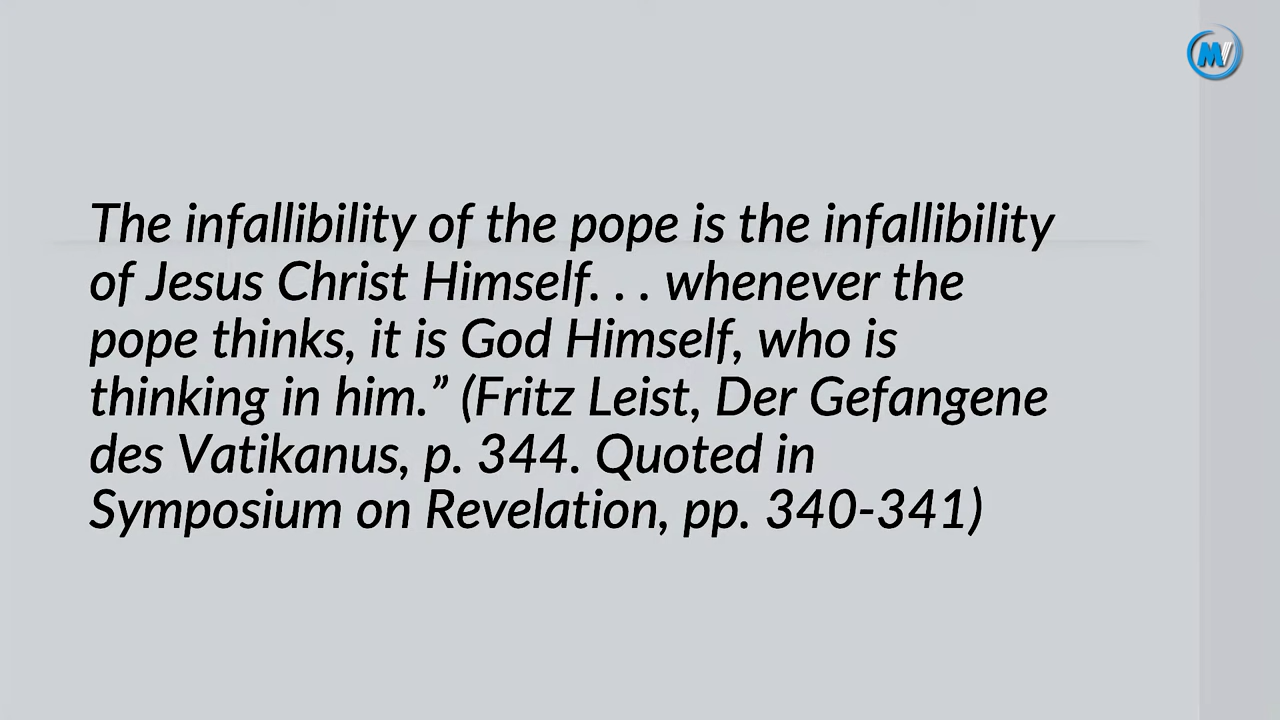 MV
The infallibility of the pope is the infallibility
of Jesus Christ Himself. . . whenever the
pope thinks, it is God Himself, who is
thinking in him.” (Fritz Leist, Der Gefangene
des Vatikanus, p. 344. Quoted in
Symposium on Revelation, pp. 340-341)